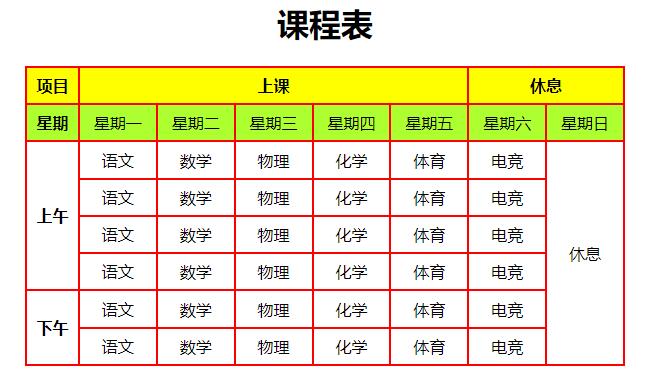 课程表
项目 上课 休息
星期 星期一 星期二 星期三 星期四 星期五 星期六 星期日
上午 语文 数学 物理 化学 体育 电竞 休息
语文 数学 物理 化学 体育 电竞
语文 数学 物理 化学 体育 电竞
语文 数学 物理 化学 体育 电竞
下午 语文 数学 物理 化学 体育 电竞
语文 数学 物理 化学 体育 电竞